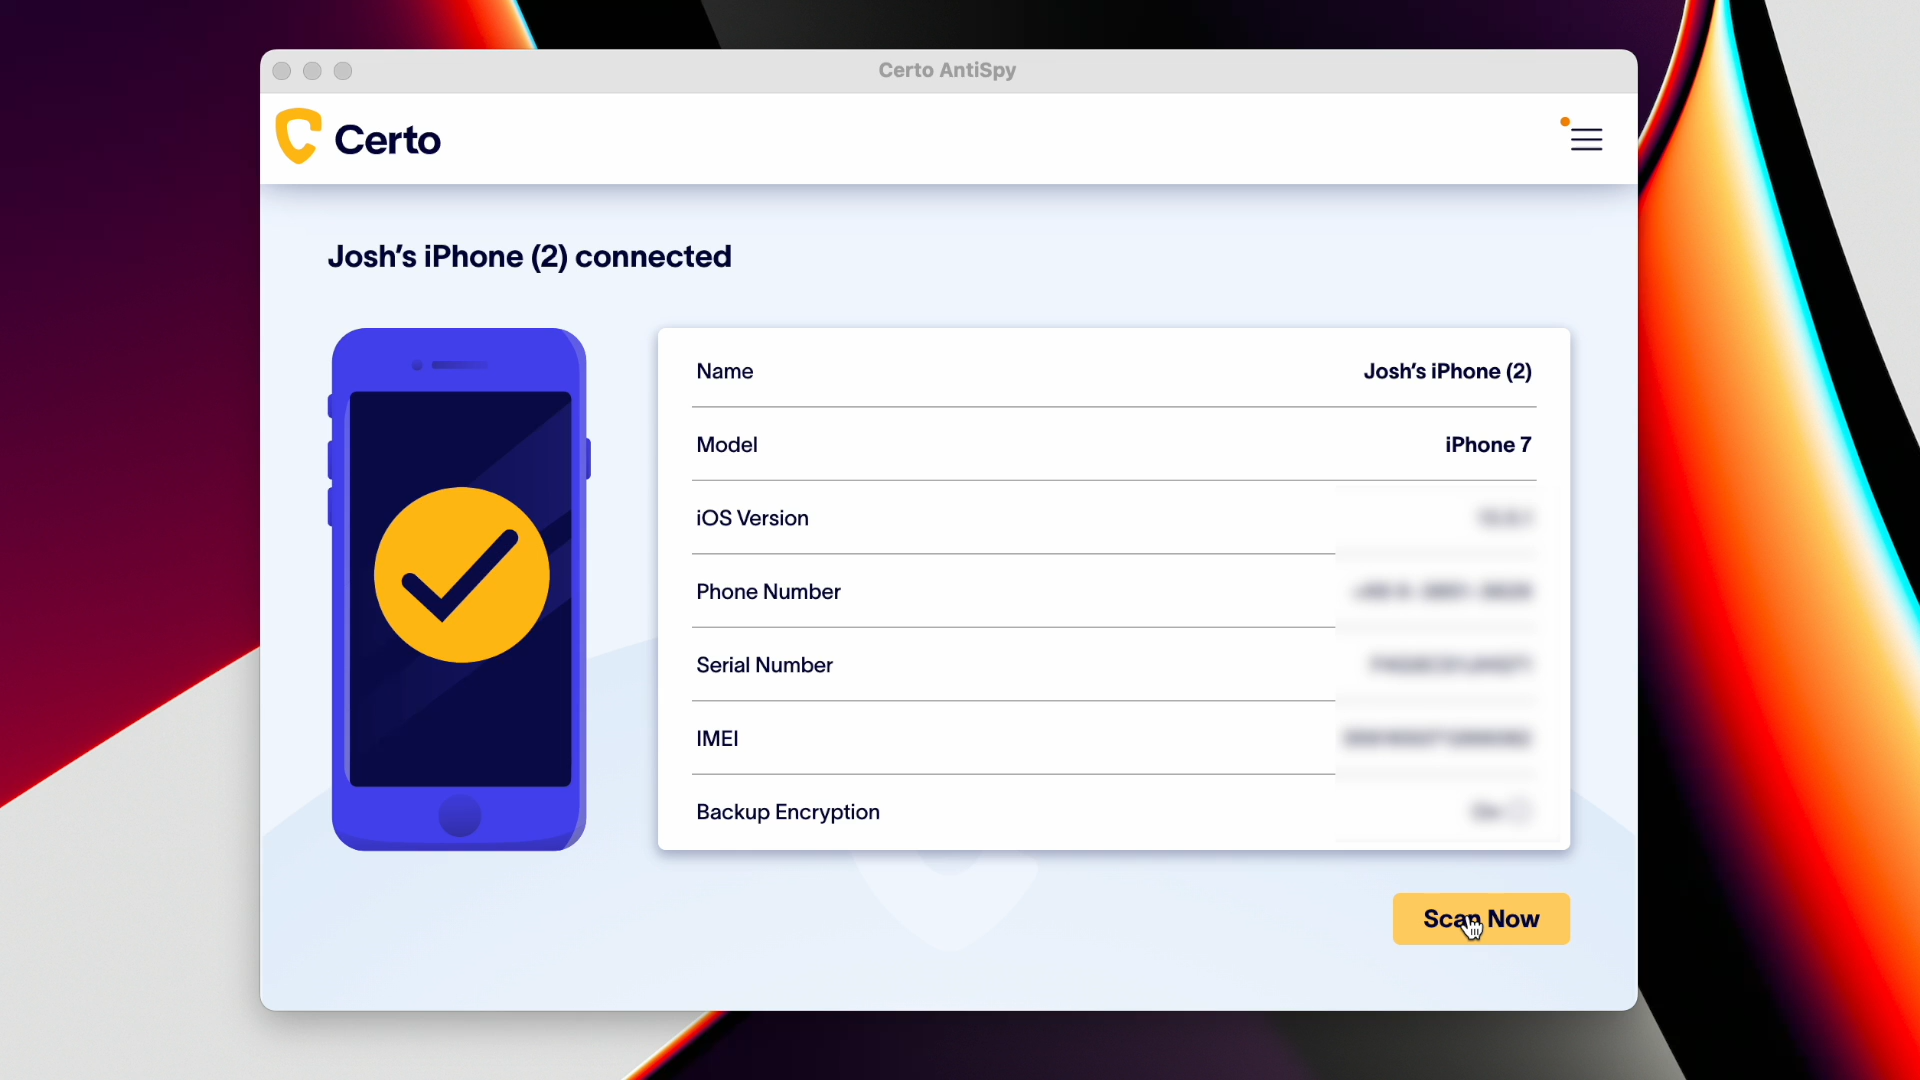 Certo AntiSpy
Certo
Josh's iPhone (2) connected
Name Josh's iPhone (2)
Model iPhone 7
iOS Version
Phone Number
Serial Number
IMEI
Backup Encryption
Scan Now